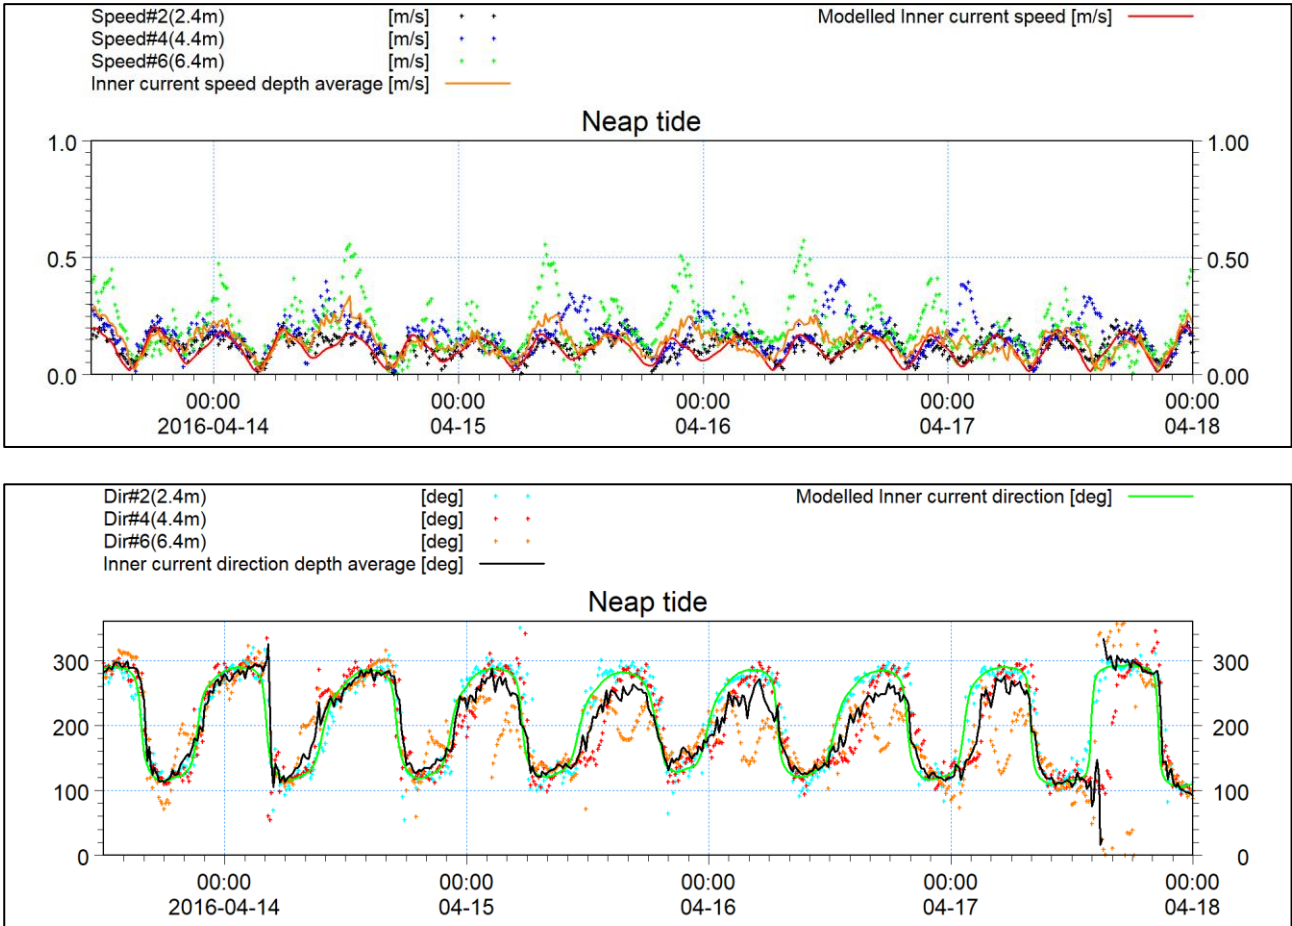 Speed#2(2.4m) [m/s] Modelled Inner current speed [m/s]
Speed#4(4.4m) [m/s]
Speed#6(6.4m) [m/s]
Inner current speed depth average [m/s]
Neap tide
1.0 1.00
0.5 0.50
0.0 0.00
00:00 00:00 00:00 00:00 00:00
2016-04-14 04-15 04-16 04-17 04-18
Dir#2(2.4m) [deg] Modelled Inner current direction [deg]
Dir#4(4.4m) [deg]
Dir#6(6.4m) [deg]
Inner current direction depth average [deg]
Neap tide
300 300
200 200
100 100
0 0
00:00 00:00 00:00 00:00 00:00
2016-04-14 04-15 04-16 04-17 04-18